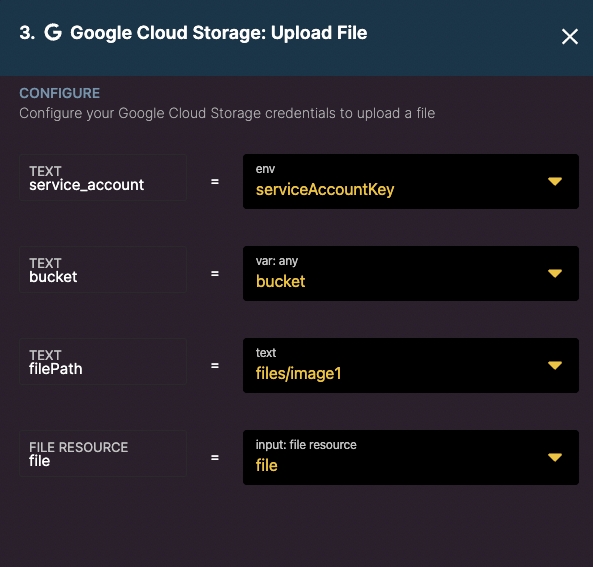 3. G Google Cloud Storage: Upload File
CONFIGURE
Configure your Google Cloud Storage credentials to upload a file
TEXT
service_account
=
env
serviceAccountKey
TEXT
bucket
=
var: any
bucket
TEXT
filePath
=
text
files/image1
FILE RESOURCE
file
=
input: file resource
file